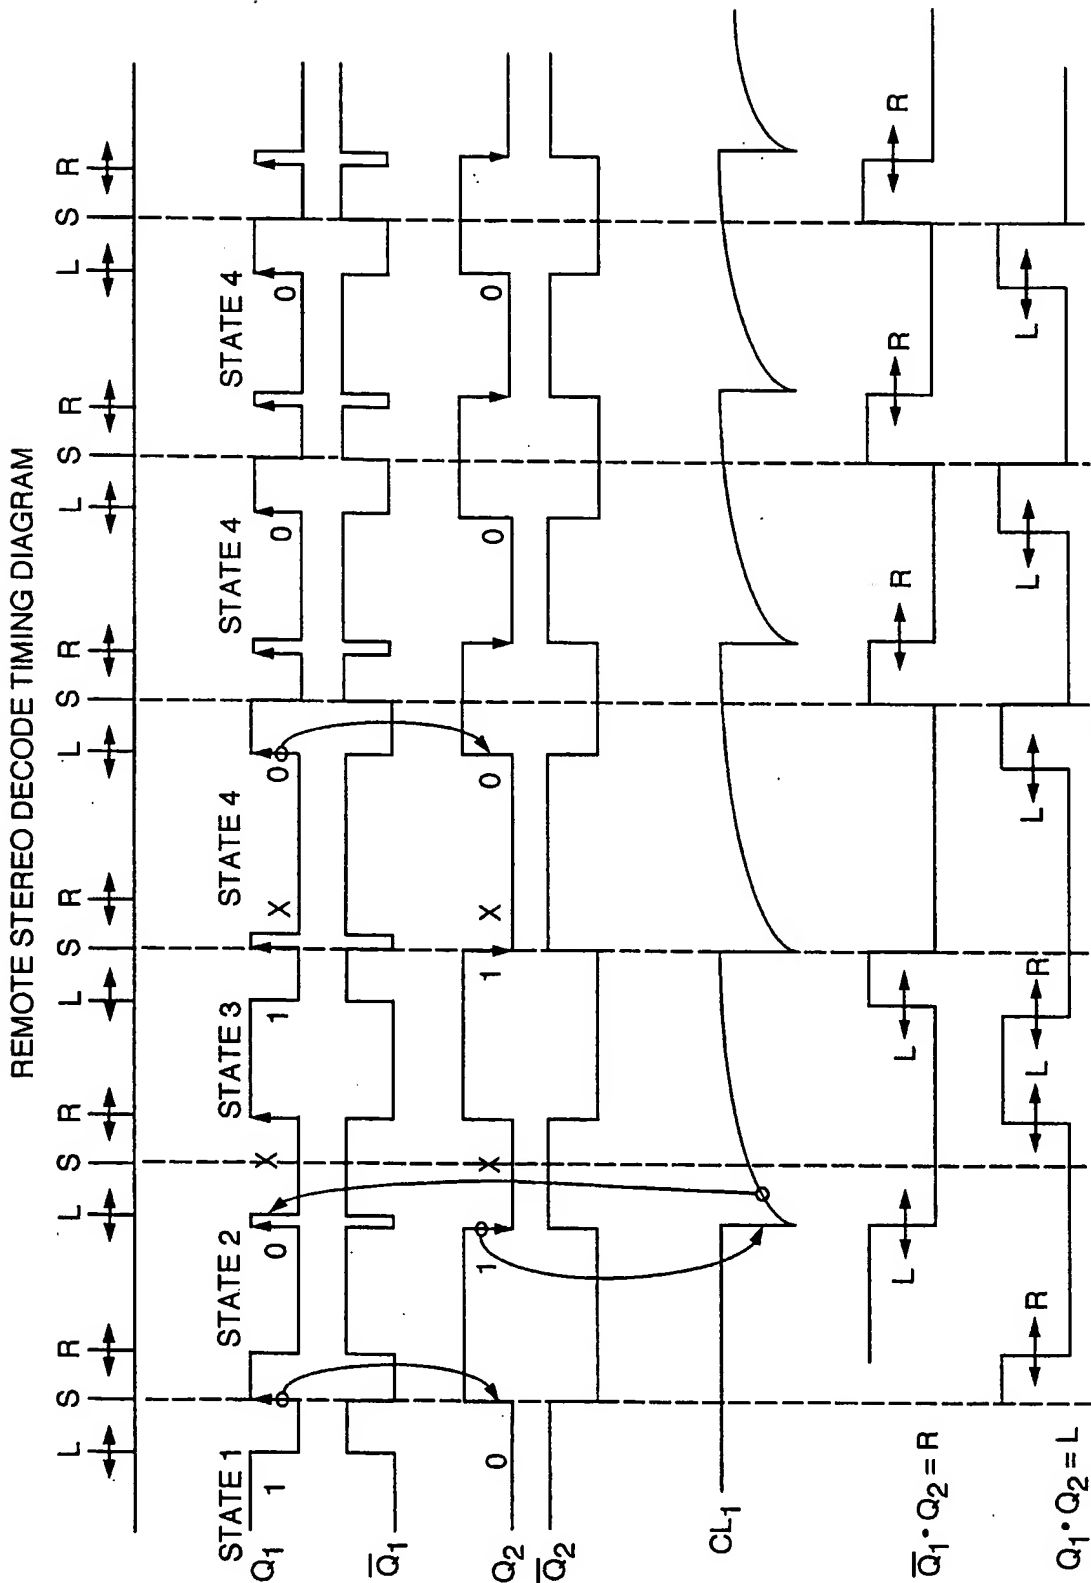 REMOTE STEREO DECODE TIMING DIAGRAM
L S R L S R L S R L S R L S R L S R
STATE 1 STATE 2 STATE 3 STATE 4 STATE 4 STATE 4
Q₁ 1 0 X 1 X 0 0 0
Q̅₁
Q₂ 0 1 X 1 X 0 0 0
Q̅₂
CL₁
Q̅₁ • Q₂ = R L L R R R
Q₁ • Q₂ = L R L R L L L